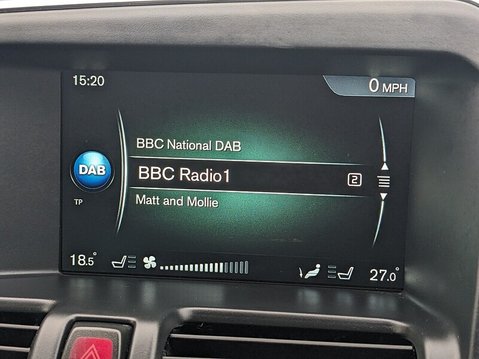 15:20
0 MPH
BBC National DAB
DAB
BBC Radio1
2
TP
Matt and Mollie
18.5°
27.0°